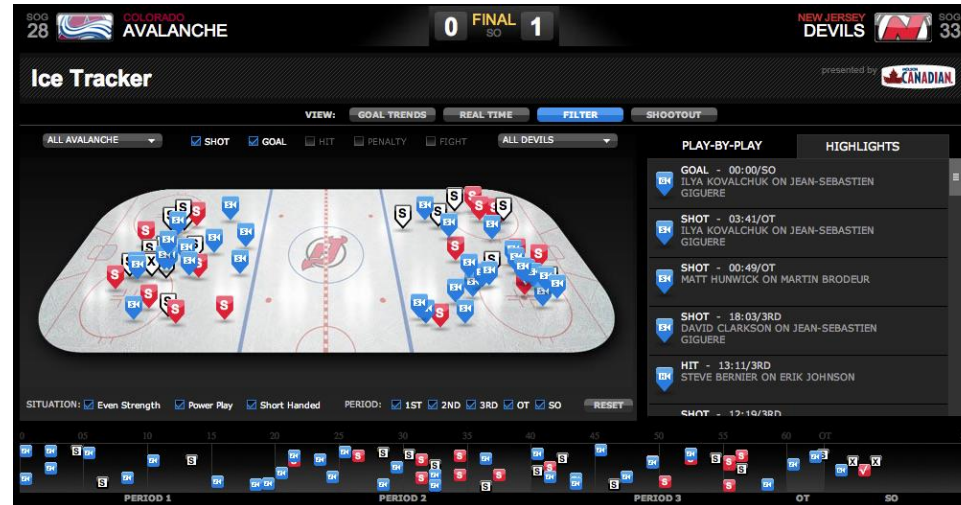 SOG
28
COLORADO
AVALANCHE
0
FINAL
SO
1
NEW JERSEY
DEVILS
SOG
33
Ice Tracker
presented by
MOLSON
CANADIAN
VIEW:
GOAL TRENDS
REAL TIME
FILTER
SHOOTOUT
ALL AVALANCHE
SHOT
GOAL
HIT
PENALTY
FIGHT
ALL DEVILS
PLAY-BY-PLAY
HIGHLIGHTS
GOAL - 00:00/SO
ILYA KOVALCHUK ON JEAN-SEBASTIEN
GIGUERE
SHOT - 03:41/OT
ILYA KOVALCHUK ON JEAN-SEBASTIEN
GIGUERE
SHOT - 00:49/OT
MATT HUNWICK ON MARTIN BRODEUR
SHOT - 18:03/3RD
DAVID CLARKSON ON JEAN-SEBASTIEN
GIGUERE
HIT - 13:11/3RD
STEVE BERNIER ON ERIK JOHNSON
SHOT - 12:19/3RD
SITUATION:
Even Strength
Power Play
Short Handed
PERIOD:
1ST
2ND
3RD
OT
SO
RESET
0 05 10 15 20 25 30 35 40 45 50 55 60 OT
PERIOD 1
PERIOD 2
PERIOD 3
OT
SO